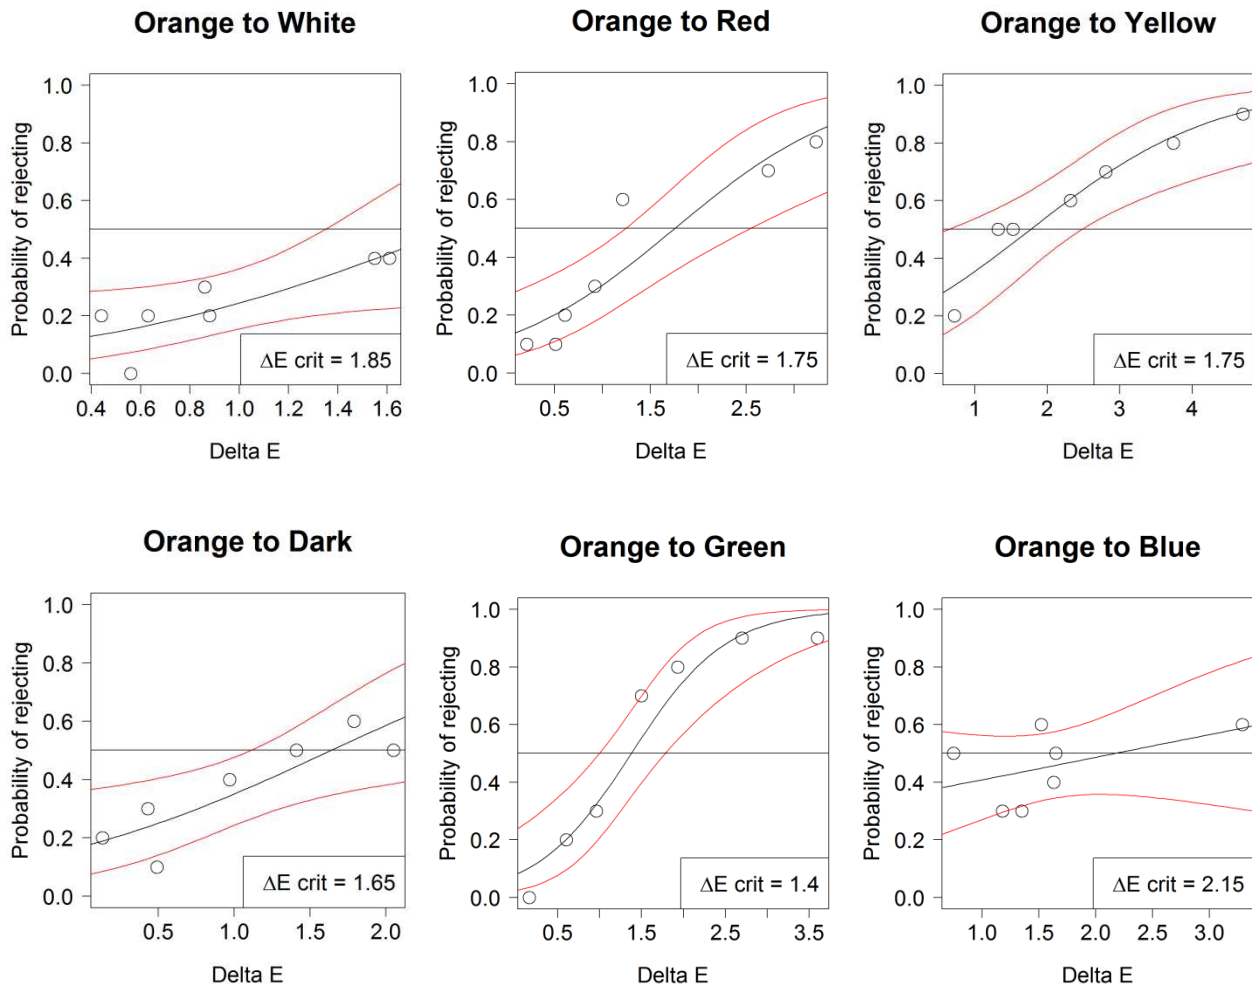 Orange to White
Orange to Red
Orange to Yellow
Probability of rejecting
1.0
0.8
0.6
0.4
0.2
0.0
ΔE crit = 1.85
0.4 0.6 0.8 1.0 1.2 1.4 1.6
Delta E
Probability of rejecting
1.0
0.8
0.6
0.4
0.2
0.0
ΔE crit = 1.75
0.5 1.5 2.5
Delta E
Probability of rejecting
1.0
0.8
0.6
0.4
0.2
0.0
ΔE crit = 1.75
1 2 3 4
Delta E
Orange to Dark
Orange to Green
Orange to Blue
Probability of rejecting
1.0
0.8
0.6
0.4
0.2
0.0
ΔE crit = 1.65
0.5 1.0 1.5 2.0
Delta E
Probability of rejecting
1.0
0.8
0.6
0.4
0.2
0.0
ΔE crit = 1.4
0.5 1.5 2.5 3.5
Delta E
Probability of rejecting
1.0
0.8
0.6
0.4
0.2
0.0
ΔE crit = 2.15
1.0 1.5 2.0 2.5 3.0
Delta E